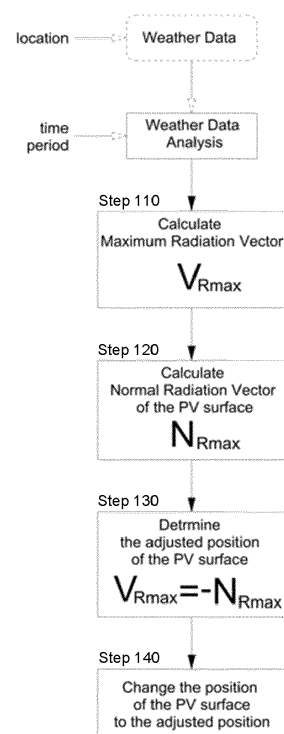 location
Weather Data
time
period
Weather Data
Analysis
Step 110
Calculate
Maximum Radiation Vector
VRmax
Step 120
Calculate
Normal Radiation Vector
of the PV surface
NRmax
Step 130
Detrmine
the adjusted position
of the PV surface
VRmax=-NRmax
Step 140
Change the position
of the PV surface
to the adjusted position